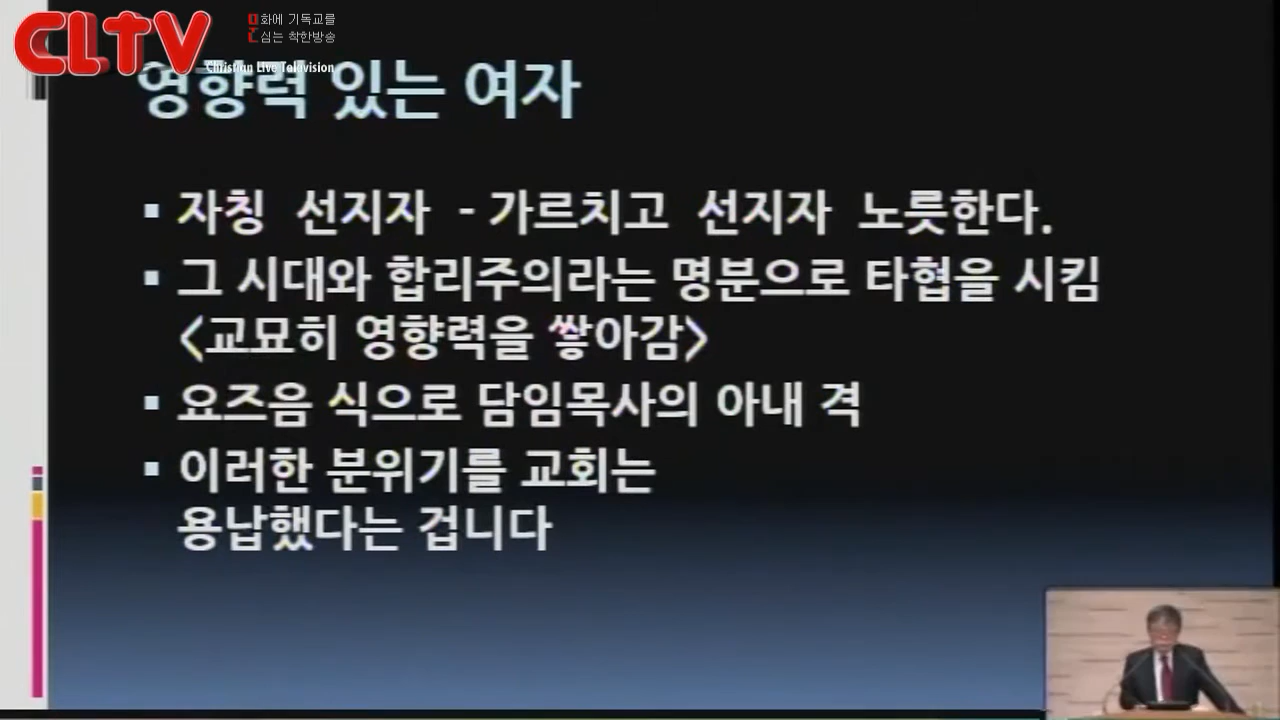 CLTV
문화에 기독교를
심는 착한방송
Christian Live Television
영향력 있는 여자
▪ 자칭 선지자 - 가르치고 선지자 노릇한다.
▪ 그 시대와 합리주의라는 명분으로 타협을 시킴
<교묘히 영향력을 쌓아감>
▪ 요즈음 식으로 담임목사의 아내 격
▪ 이러한 분위기를 교회는
용납했다는 겁니다